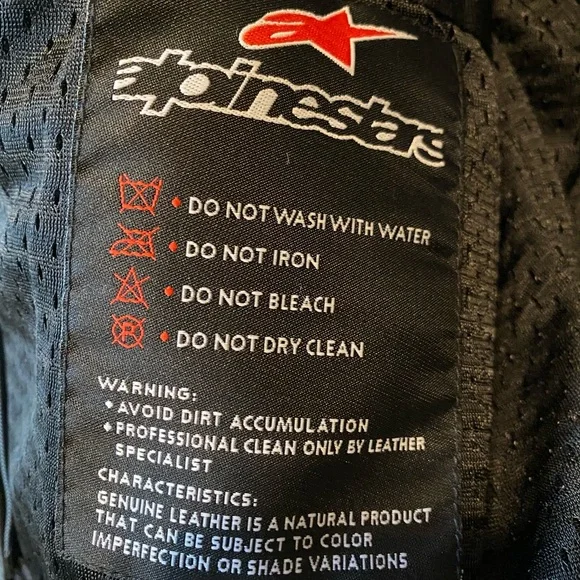 alpinestars
DO NOT WASH WITH WATER
DO NOT IRON
DO NOT BLEACH
P
DO NOT DRY CLEAN
WARNING:
• AVOID DIRT ACCUMULATION
• PROFESSIONAL CLEAN ONLY BY LEATHER
SPECIALIST
CHARACTERISTICS:
GENUINE LEATHER IS A NATURAL PRODUCT
THAT CAN BE SUBJECT TO COLOR
IMPERFECTION OR SHADE VARIATIONS